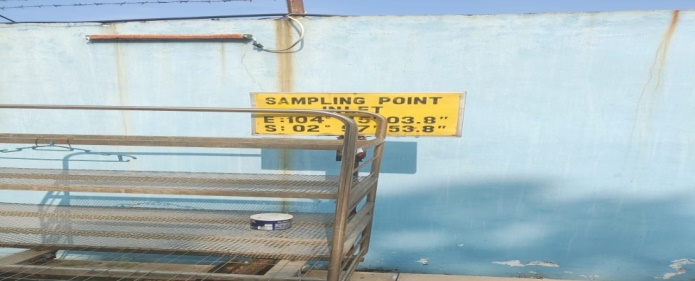 SAMPLING POINT
INLET
E:104° 03.8"
S: 02° 53.8"